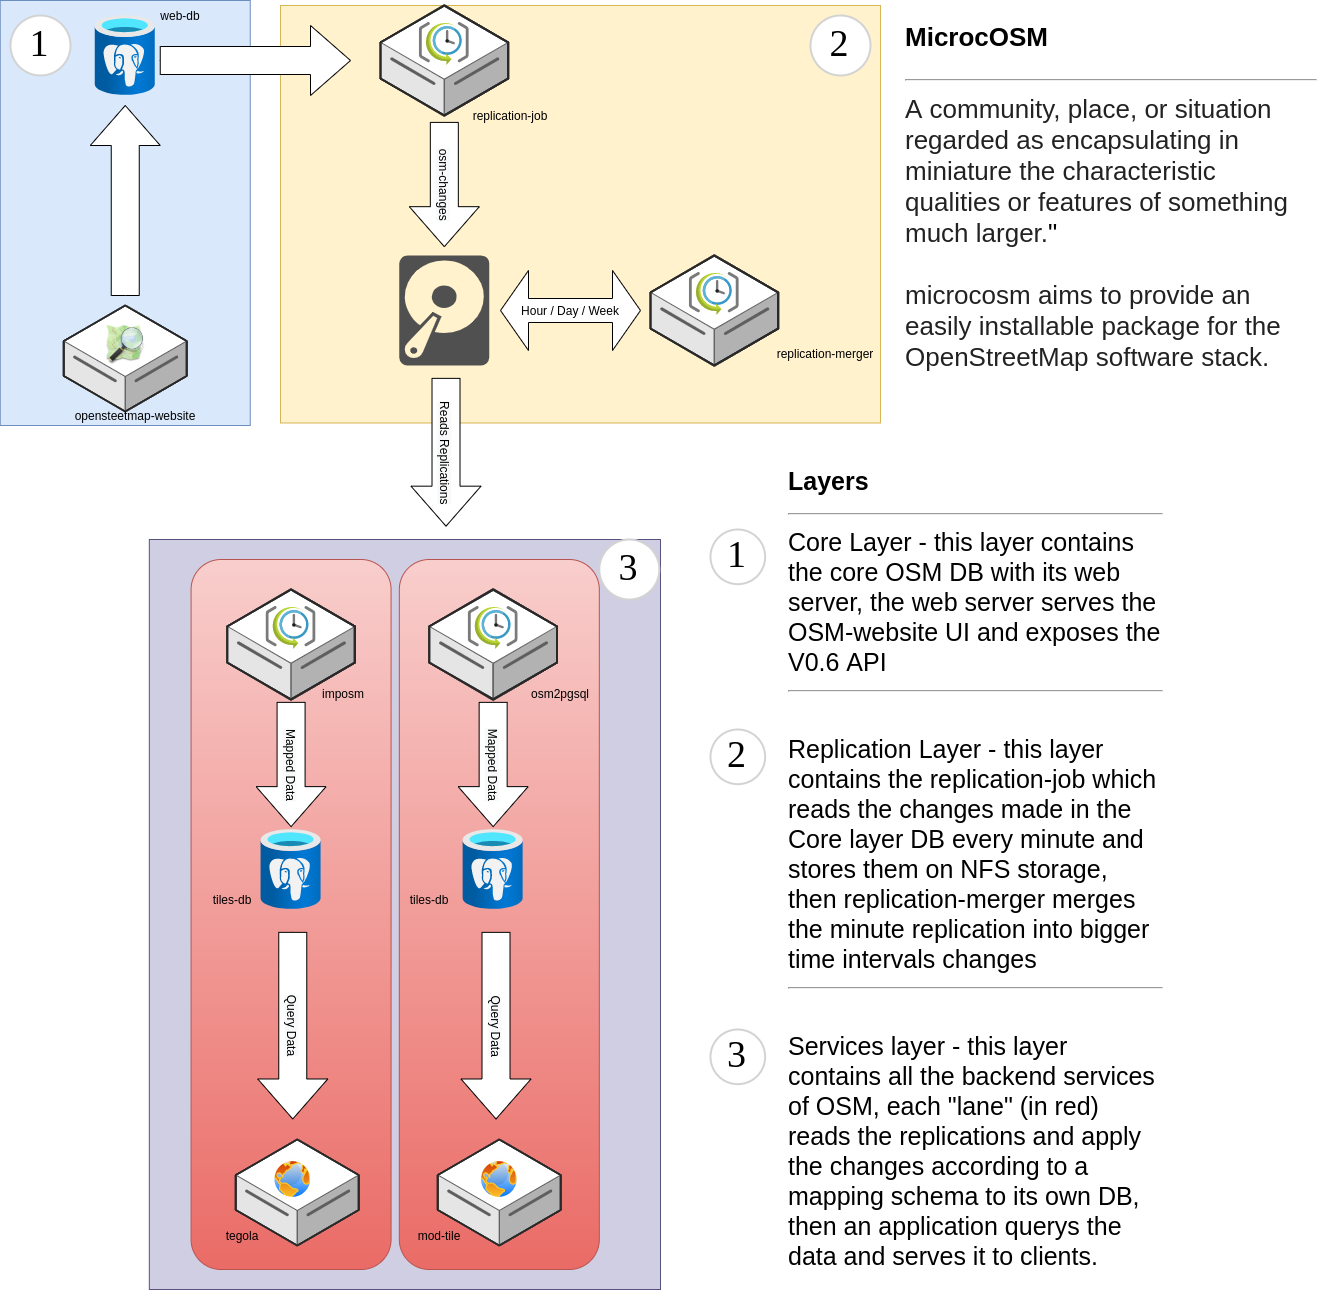 1
web-db
opensteetmap-website
2
replication-job
osm-changes
Hour / Day / Week
replication-merger
Reads Replications
MicrocOSM
A community, place, or situation
regarded as encapsulating in
miniature the characteristic
qualities or features of something
much larger."
microcosm aims to provide an
easily installable package for the
OpenStreetMap software stack.
3
imposm
Mapped Data
tiles-db
Query Data
tegola
osm2pgsql
Mapped Data
tiles-db
Query Data
mod-tile
Layers
1
Core Layer - this layer contains
the core OSM DB with its web
server, the web server serves the
OSM-website UI and exposes the
V0.6 API
2
Replication Layer - this layer
contains the replication-job which
reads the changes made in the
Core layer DB every minute and
stores them on NFS storage,
then replication-merger merges
the minute replication into bigger
time intervals changes
3
Services layer - this layer
contains all the backend services
of OSM, each "lane" (in red)
reads the replications and apply
the changes according to a
mapping schema to its own DB,
then an application querys the
data and serves it to clients.